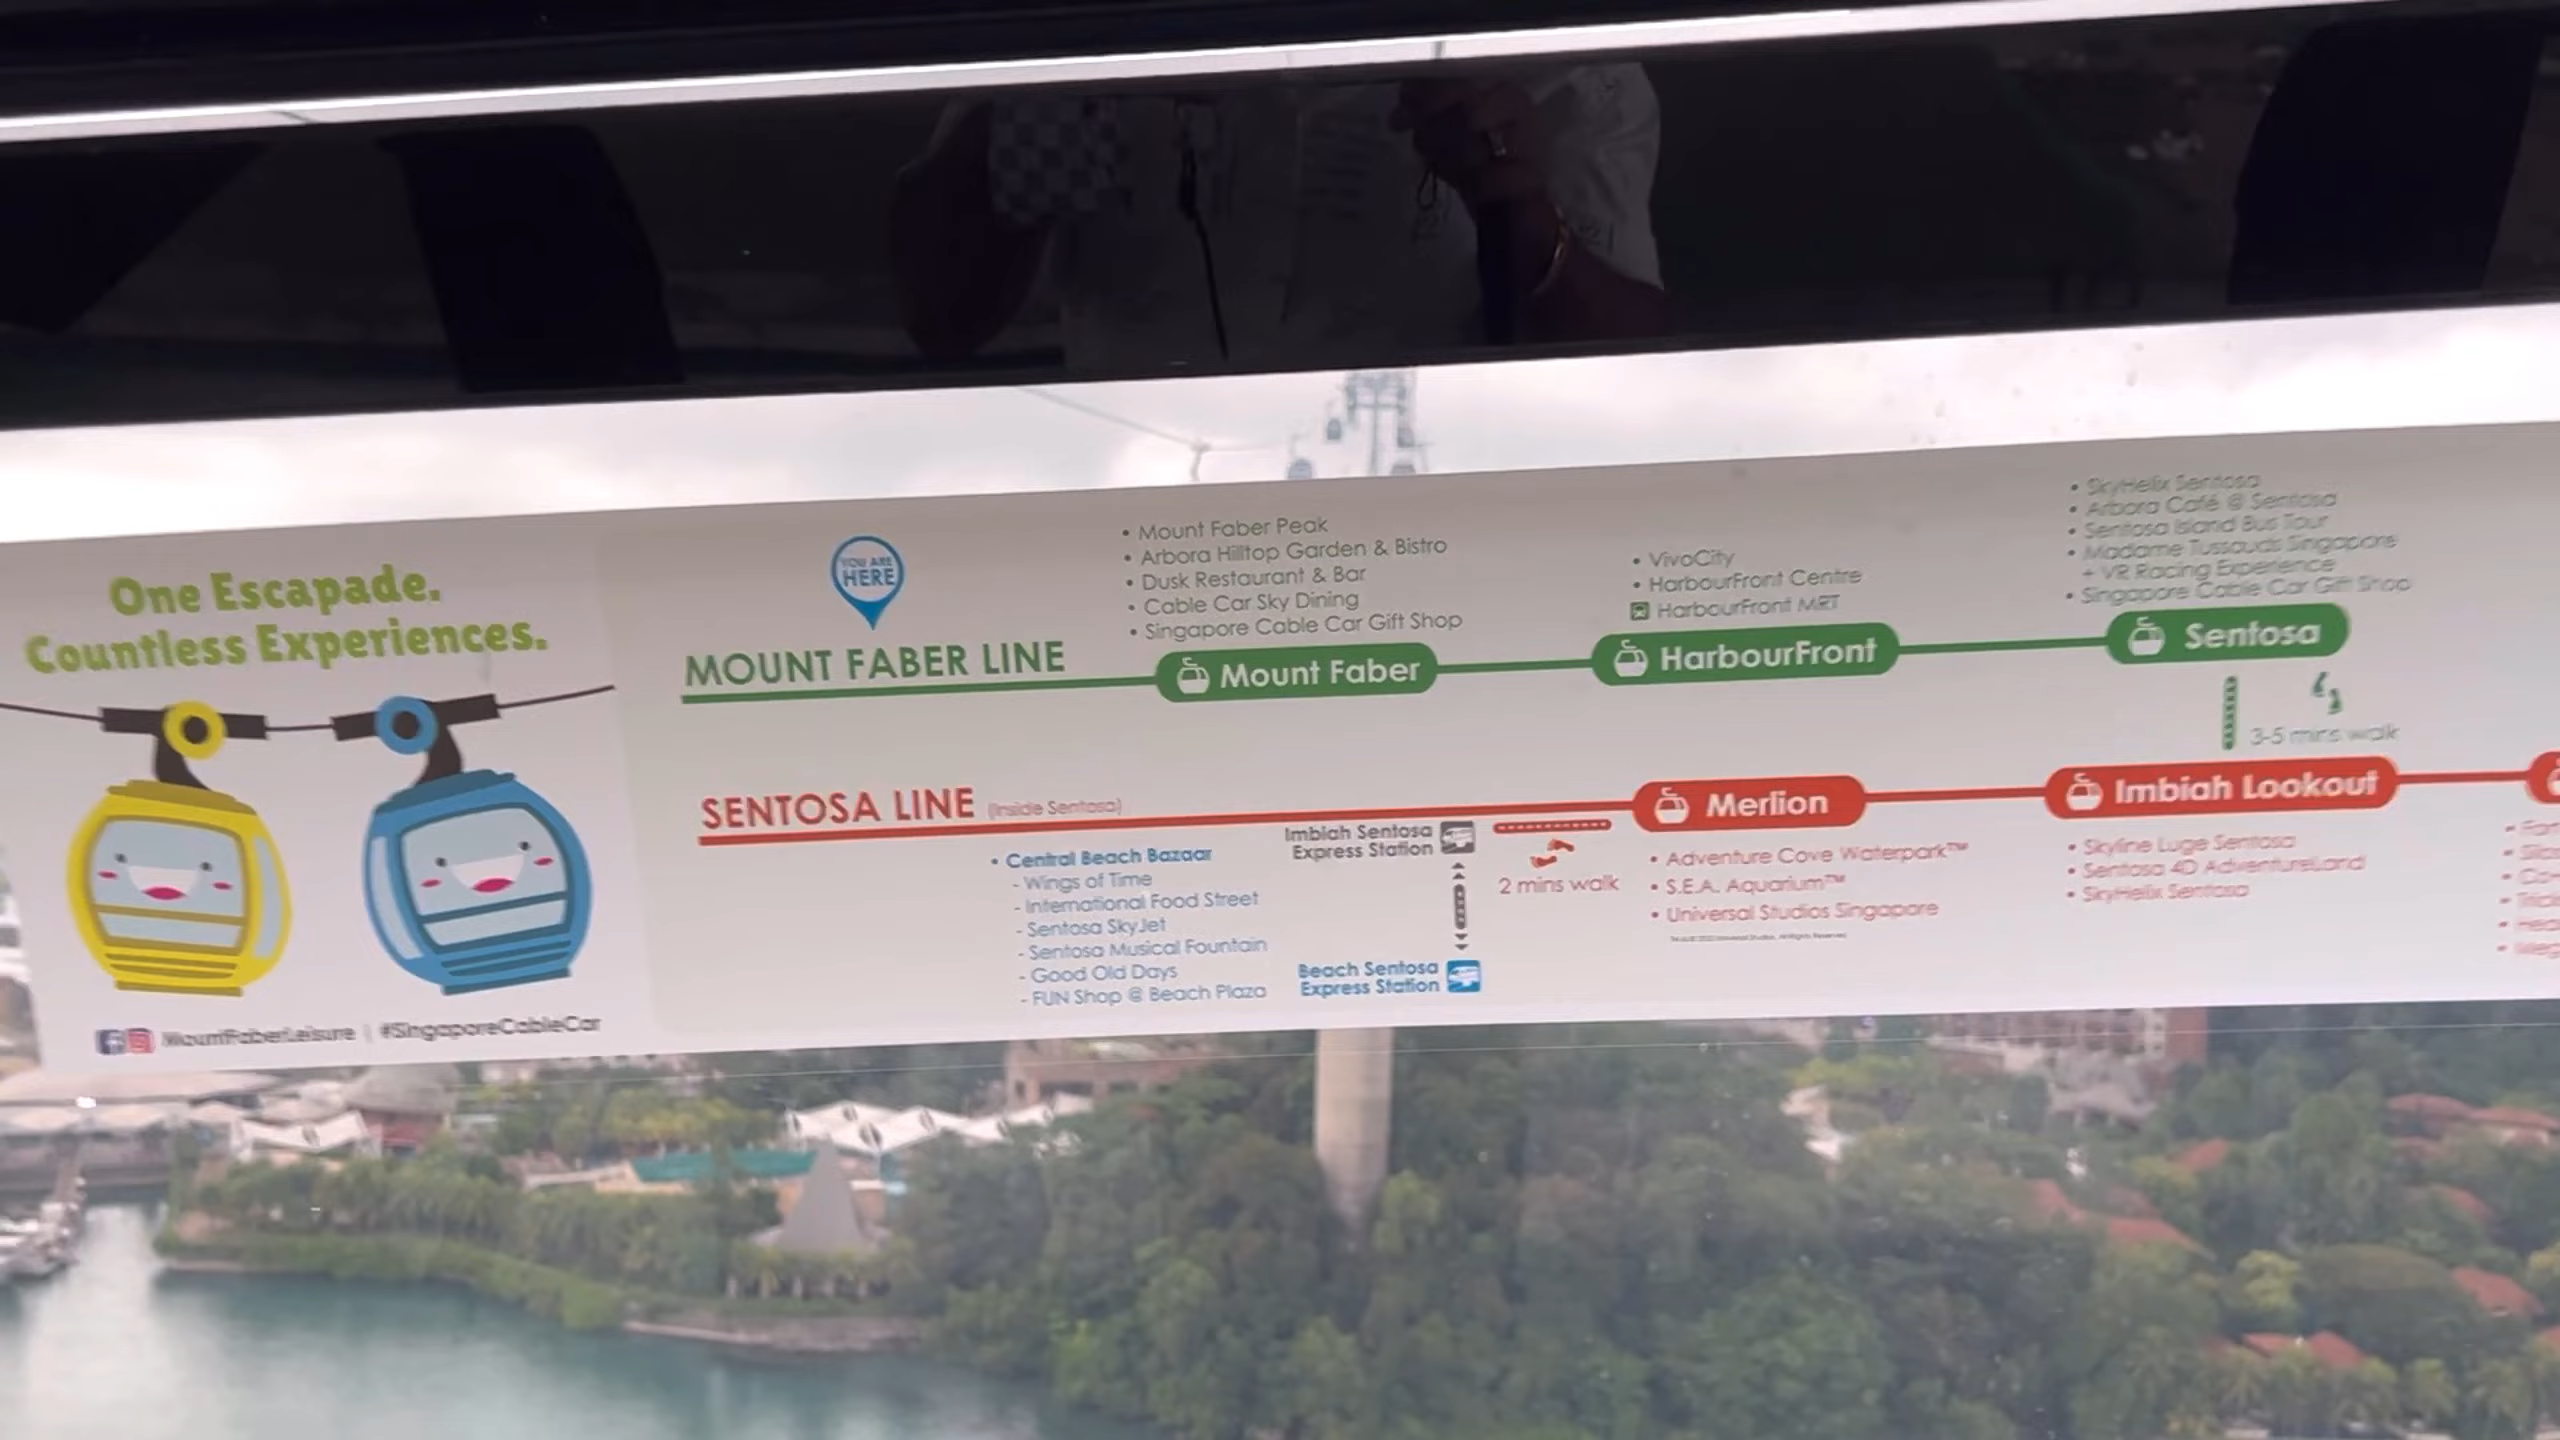 One Escapade.
Countless Experiences.
MountFaberLeisure | #SingaporeCableCar
YOU ARE
HERE
MOUNT FABER LINE
• Mount Faber Peak
• Arbora Hilltop Garden & Bistro
• Dusk Restaurant & Bar
• Cable Car Sky Dining
• Singapore Cable Car Gift Shop
Mount Faber
• VivoCity
• HarbourFront Centre
HarbourFront MRT
HarbourFront
• SkyHelix Sentosa
• Arbora Café @ Sentosa
• Sentosa Island Bus Tour
• Madame Tussauds Singapore
+ VR Racing Experience
• Singapore Cable Car Gift Shop
Sentosa
3-5 mins walk
SENTOSA LINE (Inside Sentosa)
• Central Beach Bazaar
- Wings of Time
- International Food Street
- Sentosa SkyJet
- Sentosa Musical Fountain
- Good Old Days
- FUN Shop @ Beach Plaza
Imbiah Sentosa
Express Station
Beach Sentosa
Express Station
2 mins walk
Merlion
• Adventure Cove Waterpark™
• S.E.A. Aquarium™
• Universal Studios Singapore
Imbiah Lookout
• Skyline Luge Sentosa
• Sentosa 4D AdventureLand
• SkyHelix Sentosa